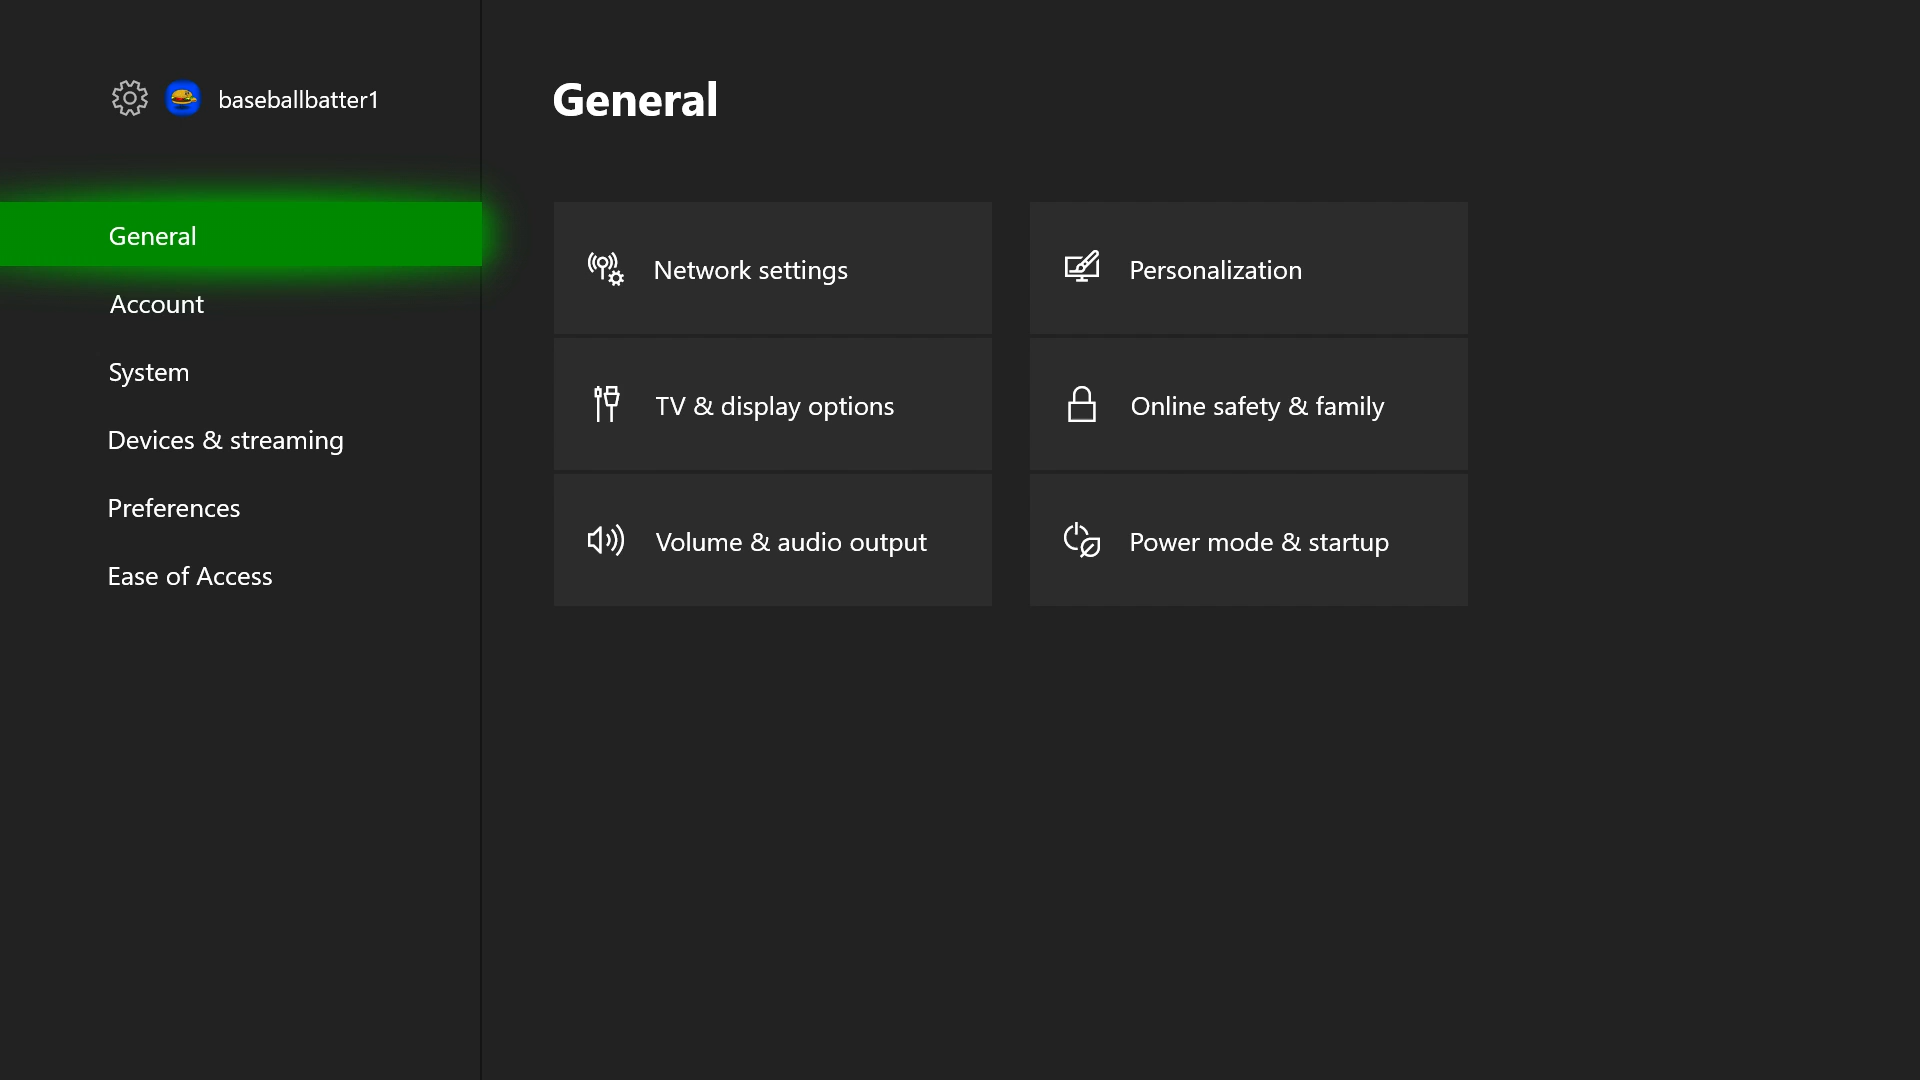 baseballbatter1
General
Account
System
Devices & streaming
Preferences
Ease of Access
General
Network settings
Personalization
TV & display options
Online safety & family
Volume & audio output
Power mode & startup